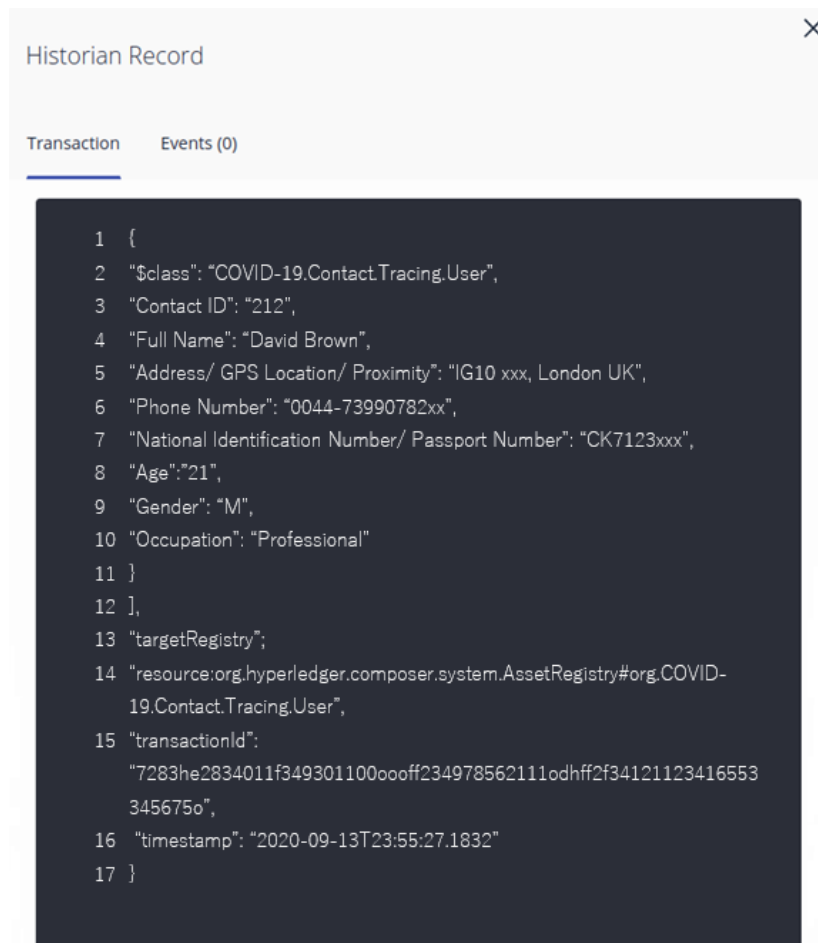 Historian Record
Transaction Events (0)
1 {
2 “$class”: “COVID-19.Contact.Tracing.User”,
3 “Contact ID”: “212”,
4 “Full Name”: “David Brown”,
5 “Address/ GPS Location/ Proximity”: “IG10 xxx, London UK”,
6 “Phone Number”: “0044-73990782xx”,
7 “National Identification Number/ Passport Number”: “CK7123xxx”,
8 “Age”:”21”,
9 “Gender”: “M”,
10 “Occupation”: “Professional”
11 }
12 ],
13 “targetRegistry”;
14 “resource:org.hyperledger.composer.system.AssetRegistry#org.COVID-
19.Contact.Tracing.User”,
15 “transactionId”:
“7283he2834011f349301100oooff234978562111odhff2f34121123416553
345675o”,
16 “timestamp”: “2020-09-13T23:55:27.1832”
17 }